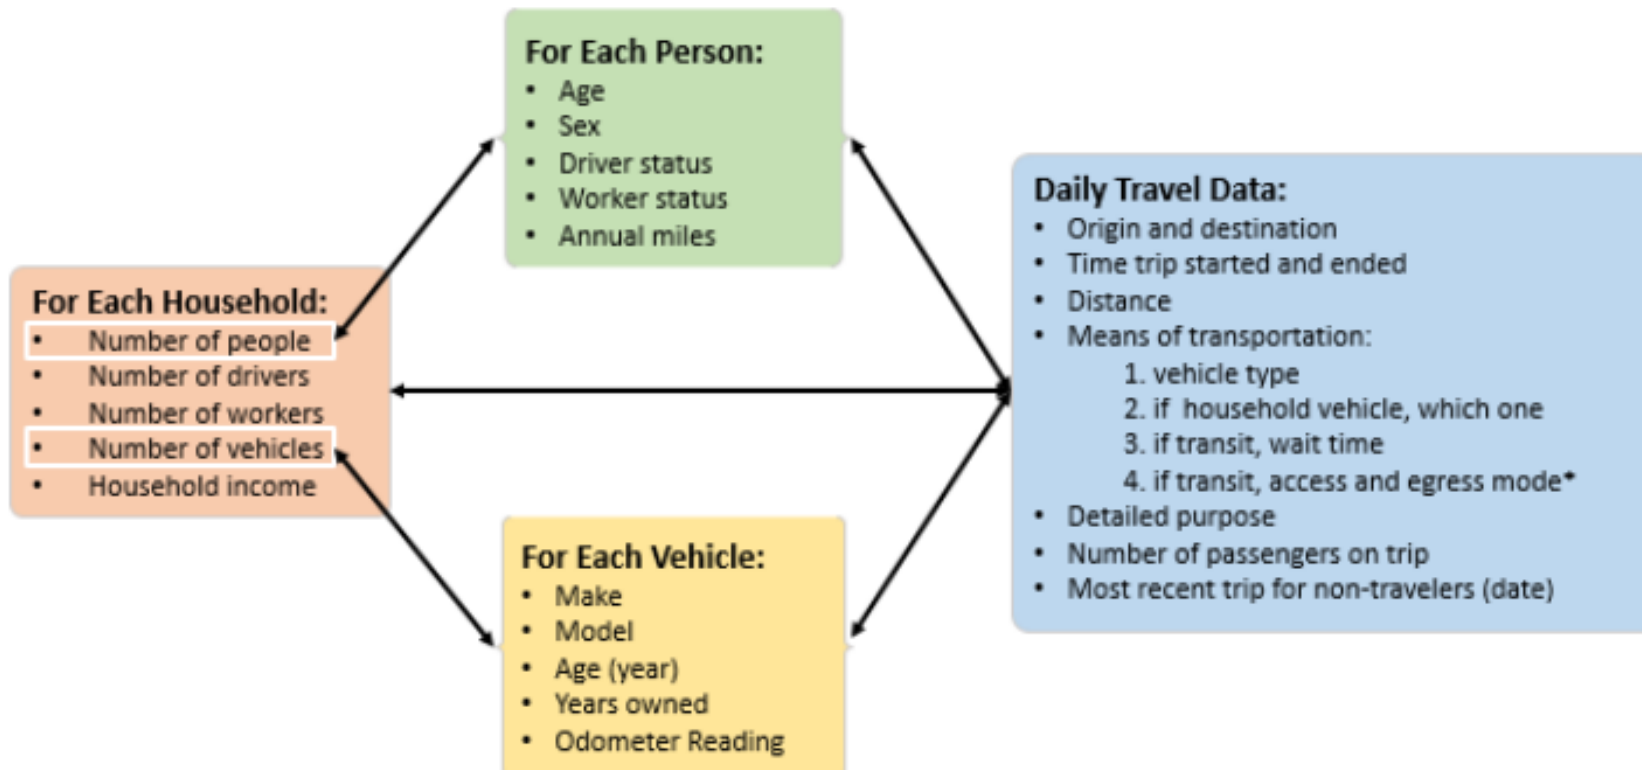 For Each Person:
• Age
• Sex
• Driver status
• Worker status
• Annual miles
For Each Household:
• Number of people
• Number of drivers
• Number of workers
• Number of vehicles
• Household income
For Each Vehicle:
• Make
• Model
• Age (year)
• Years owned
• Odometer Reading
Daily Travel Data:
• Origin and destination
• Time trip started and ended
• Distance
• Means of transportation:
1. vehicle type
2. if household vehicle, which one
3. if transit, wait time
4. if transit, access and egress mode*
• Detailed purpose
• Number of passengers on trip
• Most recent trip for non-travelers (date)